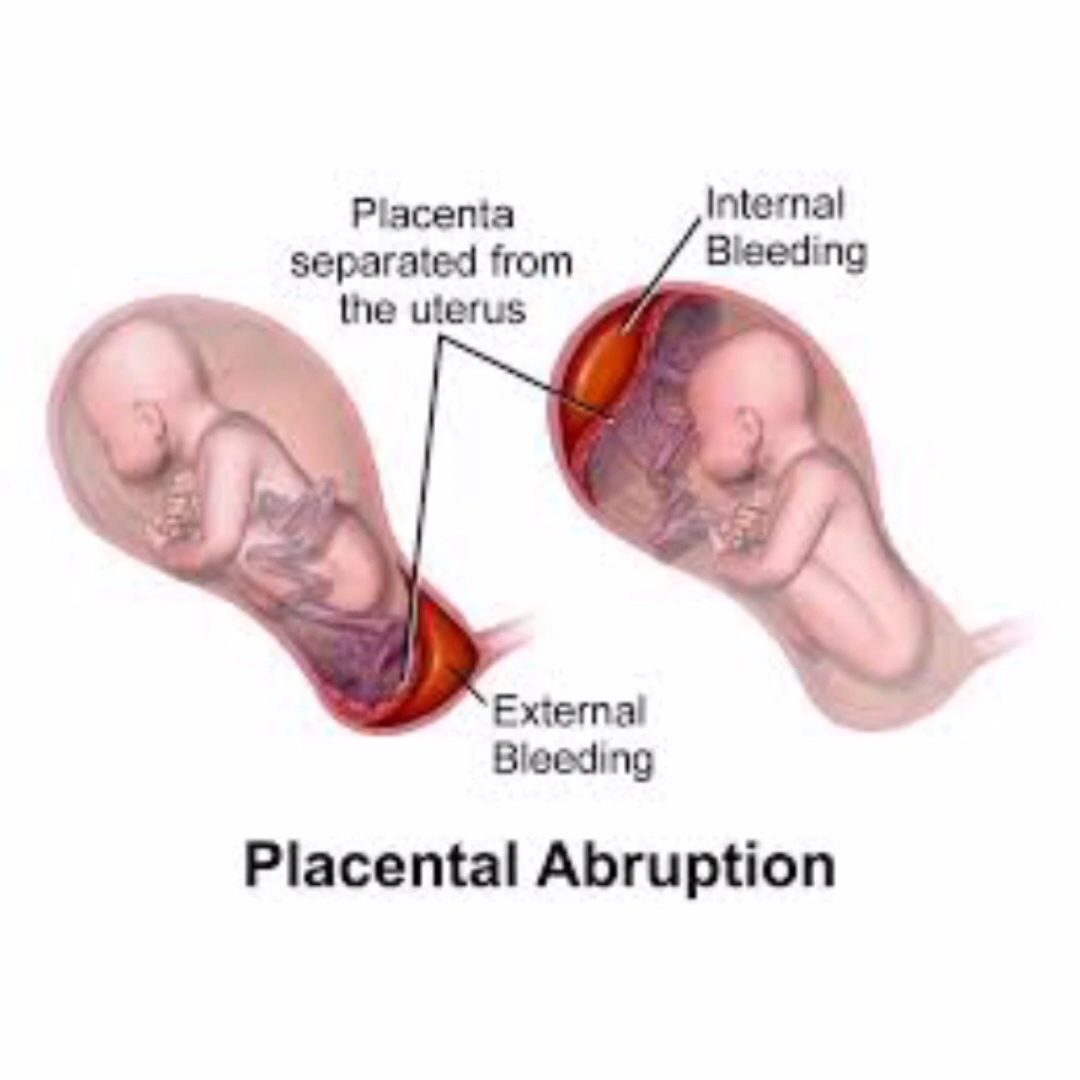 Placenta
separated from
the uterus
Internal
Bleeding
External
Bleeding
Placental Abruption